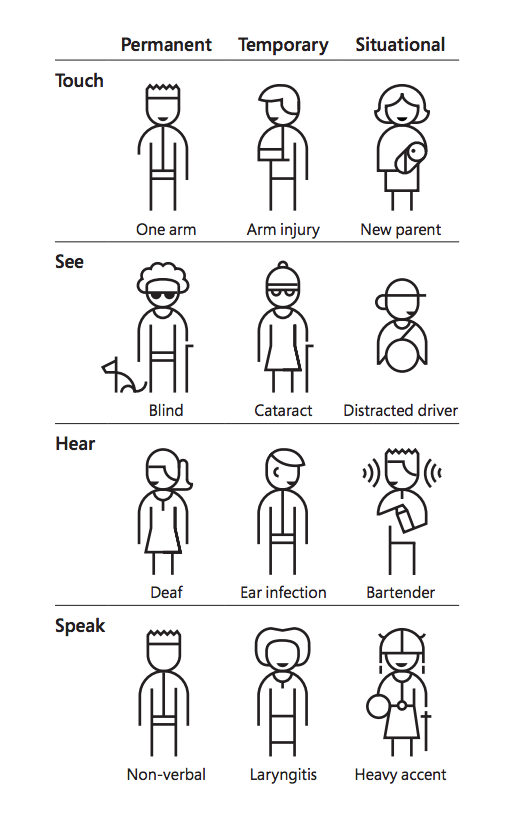 Permanent Temporary Situational
Touch
One arm Arm injury New parent
See
Blind Cataract Distracted driver
Hear
Deaf Ear infection Bartender
Speak
Non-verbal Laryngitis Heavy accent